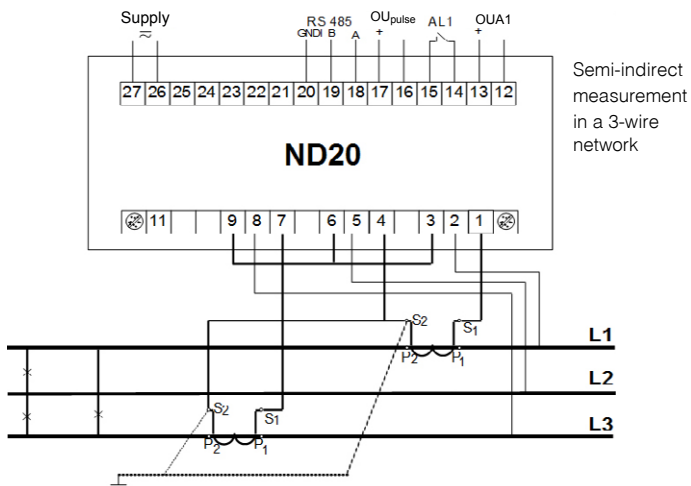 Supply
RS 485
GNDI B A
OUpulse
+
AL1
OUA1
+
27 26 25 24 23 22 21 20 19 18 17 16 15 14 13 12
ND20
11 9 8 7 6 5 4 3 2 1
Semi-indirect
measurement
in a 3-wire
network
S2 S1
L1
P2 P1
L2
S2 S1
L3
P2 P1